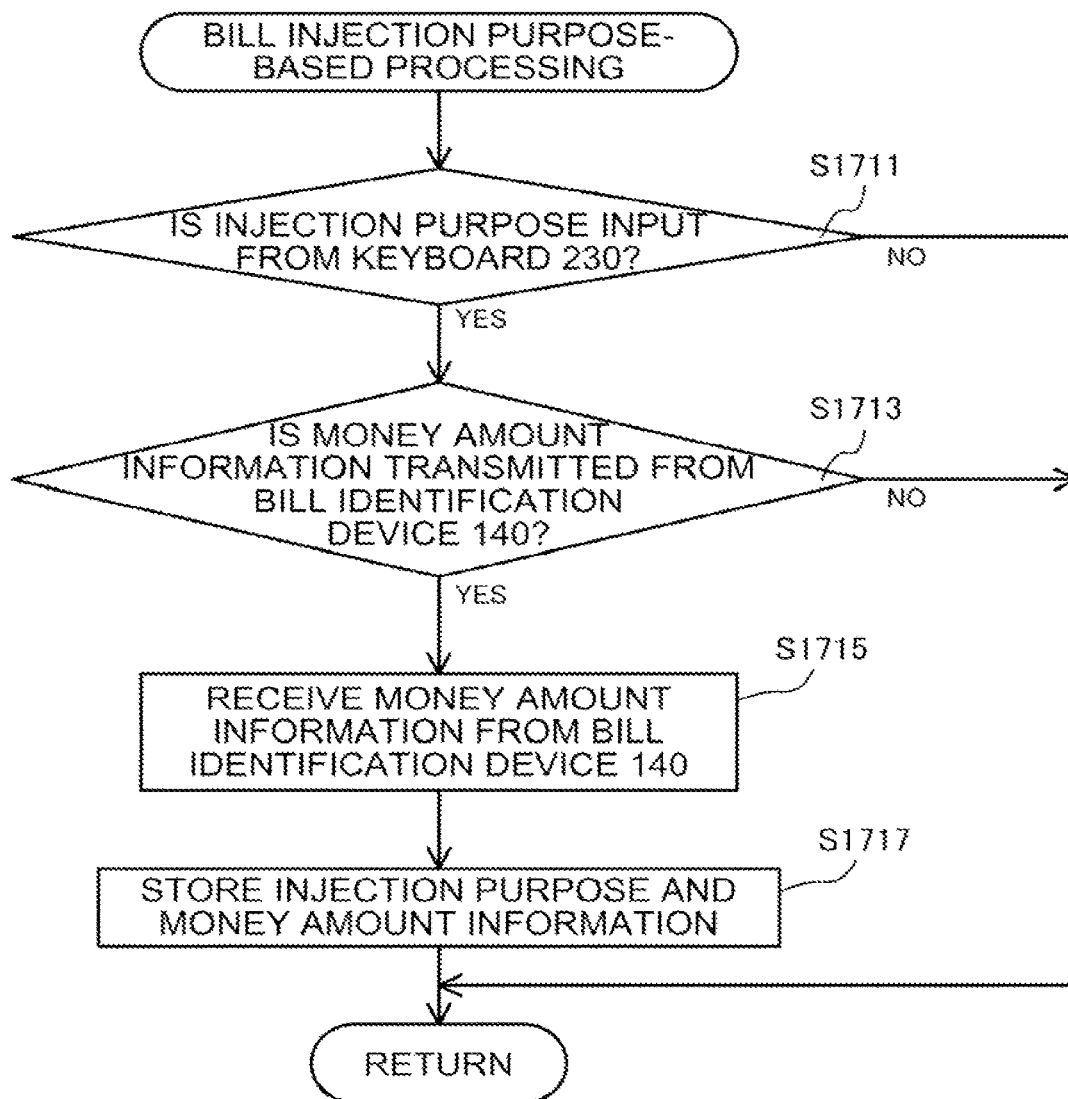 BILL INJECTION PURPOSE-
BASED PROCESSING
S1711
IS INJECTION PURPOSE INPUT
FROM KEYBOARD 230?
NO
YES
S1713
IS MONEY AMOUNT
INFORMATION TRANSMITTED FROM
BILL IDENTIFICATION
DEVICE 140?
NO
YES
S1715
RECEIVE MONEY AMOUNT
INFORMATION FROM BILL
IDENTIFICATION DEVICE 140
S1717
STORE INJECTION PURPOSE AND
MONEY AMOUNT INFORMATION
RETURN